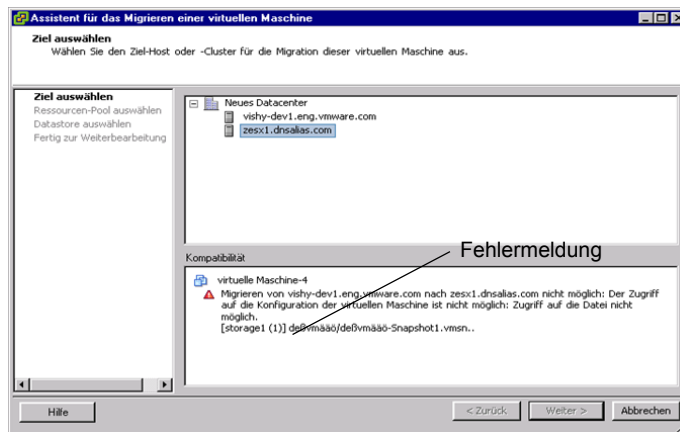 Assistent für das Migrieren einer virtuellen Maschine
Ziel auswählen
Wählen Sie den Ziel-Host oder -Cluster für die Migration dieser virtuellen Maschine aus.
Ziel auswählen
Ressourcen-Pool auswählen
Datastore auswählen
Fertig zur Weiterbearbeitung
Neues Datacenter
vishy-dev1.eng.vmware.com
zesx1.dnsalias.com
Kompatibilität
Fehlermeldung
virtuelle Maschine-4
Migrieren von vishy-dev1.eng.vmware.com nach zesx1.dnsalias.com nicht möglich: Der Zugriff
auf die Konfiguration der virtuellen Maschine ist nicht möglich: Zugriff auf die Datei nicht
möglich.
[storage1 (1)] deßvmääö/deßvmääö-Snapshot1.vmsn..
Hilfe
< Zurück
Weiter >
Abbrechen